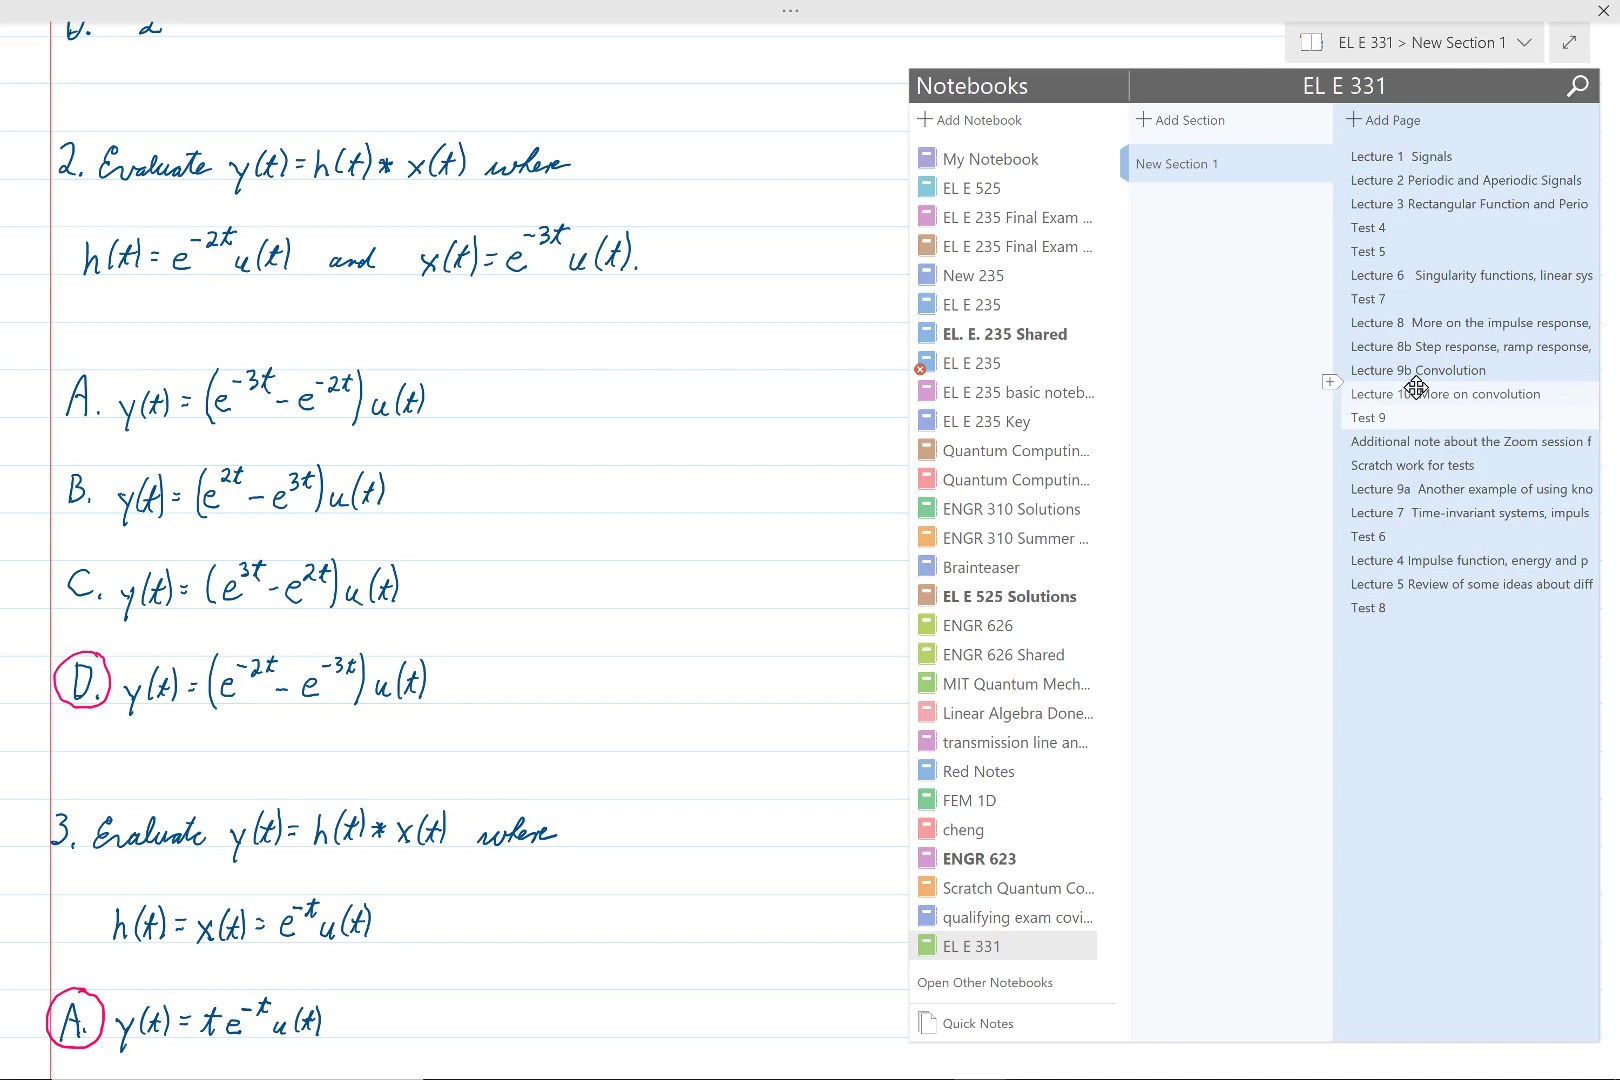 EL E 331 > New Section 1
2. Evaluate y(t) = h(t) * x(t) where
h(t) = e^-2t u(t) and x(t) = e^-3t u(t).
A. y(t) = (e^-3t - e^-2t) u(t)
B. y(t) = (e^2t - e^3t) u(t)
C. y(t) = (e^3t - e^2t) u(t)
D. y(t) = (e^-2t - e^-3t) u(t)
3. Evaluate y(t) = h(t) * x(t) where
h(t) = x(t) = e^-t u(t)
A. y(t) = t e^-t u(t)
Notebooks
EL E 331
Add Notebook
My Notebook
EL E 525
EL E 235 Final Exam ...
EL E 235 Final Exam ...
New 235
EL E 235
EL. E. 235 Shared
EL E 235
EL E 235 basic noteb...
EL E 235 Key
Quantum Computin...
Quantum Computin...
ENGR 310 Solutions
ENGR 310 Summer ...
Brainteaser
EL E 525 Solutions
ENGR 626
ENGR 626 Shared
MIT Quantum Mech...
Linear Algebra Done...
transmission line an...
Red Notes
FEM 1D
cheng
ENGR 623
Scratch Quantum Co...
qualifying exam covi...
EL E 331
Open Other Notebooks
Quick Notes
Add Section
New Section 1
Add Page
Lecture 1 Signals
Lecture 2 Periodic and Aperiodic Signals
Lecture 3 Rectangular Function and Perio
Test 4
Test 5
Lecture 6 Singularity functions, linear sys
Test 7
Lecture 8 More on the impulse response,
Lecture 8b Step response, ramp response,
Lecture 9b Convolution
Lecture 10 More on convolution
Test 9
Additional note about the Zoom session f
Scratch work for tests
Lecture 9a Another example of using kno
Lecture 7 Time-invariant systems, impuls
Test 6
Lecture 4 Impulse function, energy and p
Lecture 5 Review of some ideas about diff
Test 8